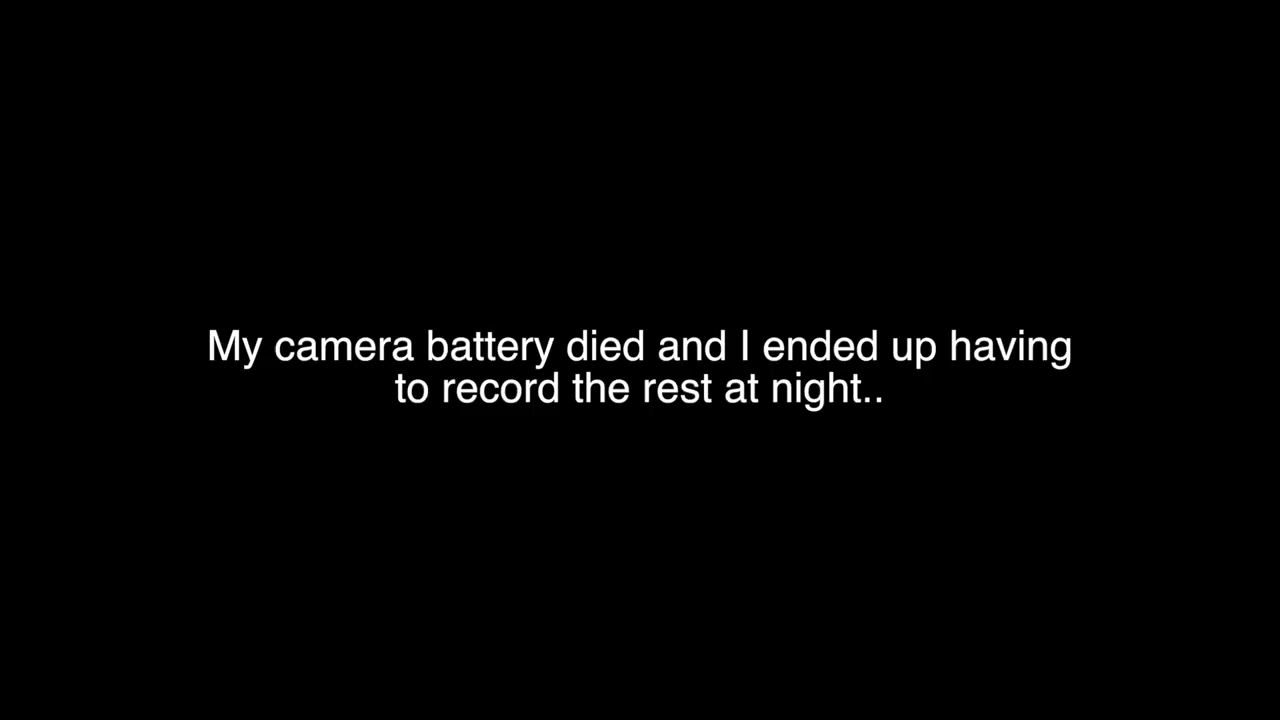 My camera battery died and I ended up having
to record the rest at night..